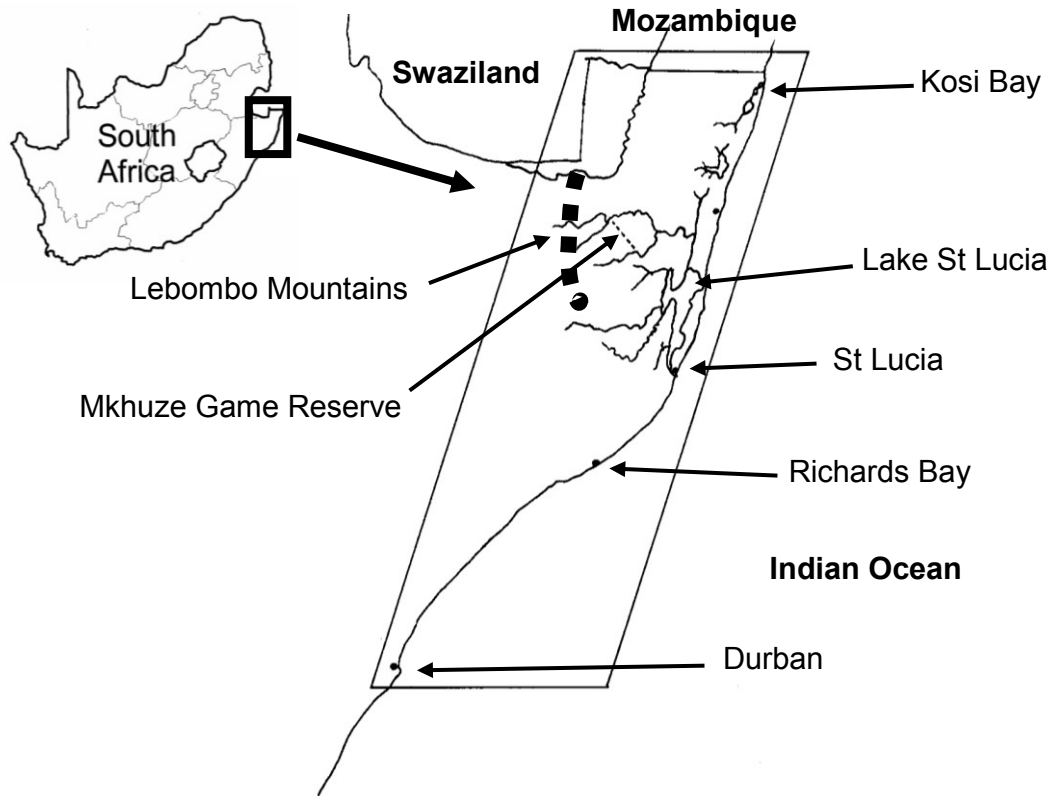 Mozambique
Swaziland
Kosi Bay
South
Africa
Lake St Lucia
Lebombo Mountains
St Lucia
Mkhuze Game Reserve
Richards Bay
Indian Ocean
Durban